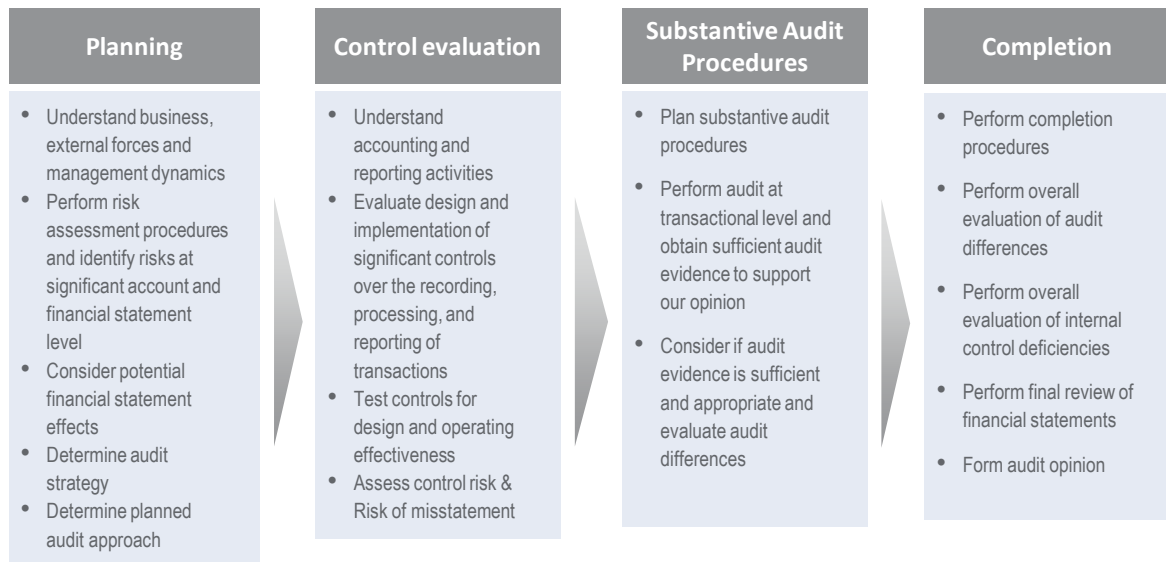 Planning
• Understand business,
external forces and
management dynamics
• Perform risk
assessment procedures
and identify risks at
significant account and
financial statement
level
• Consider potential
financial statement
effects
• Determine audit
strategy
• Determine planned
audit approach
Control evaluation
• Understand
accounting and
reporting activities
• Evaluate design and
implementation of
significant controls
over the recording,
processing, and
reporting of
transactions
• Test controls for
design and operating
effectiveness
• Assess control risk &
Risk of misstatement
Substantive Audit
Procedures
• Plan substantive audit
procedures
• Perform audit at
transactional level and
obtain sufficient audit
evidence to support
our opinion
• Consider if audit
evidence is sufficient
and appropriate and
evaluate audit
differences
Completion
• Perform completion
procedures
• Perform overall
evaluation of audit
differences
• Perform overall
evaluation of internal
control deficiencies
• Perform final review of
financial statements
• Form audit opinion